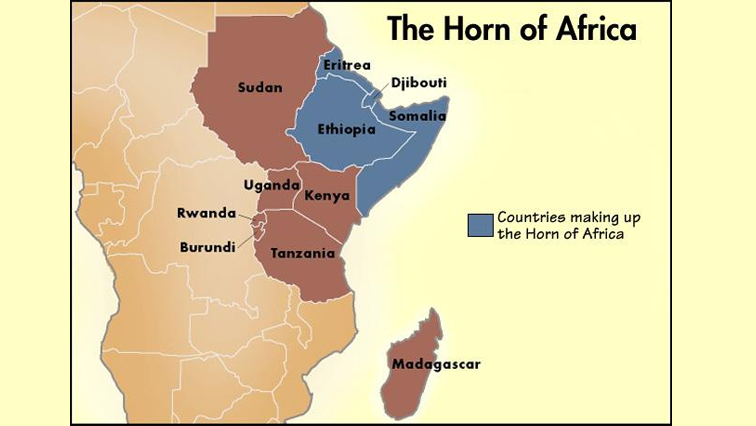 The Horn of Africa
Eritrea
Djibouti
Sudan
Somalia
Ethiopia
Uganda
Kenya
Rwanda
Countries making up
the Horn of Africa
Burundi
Tanzania
Madagascar